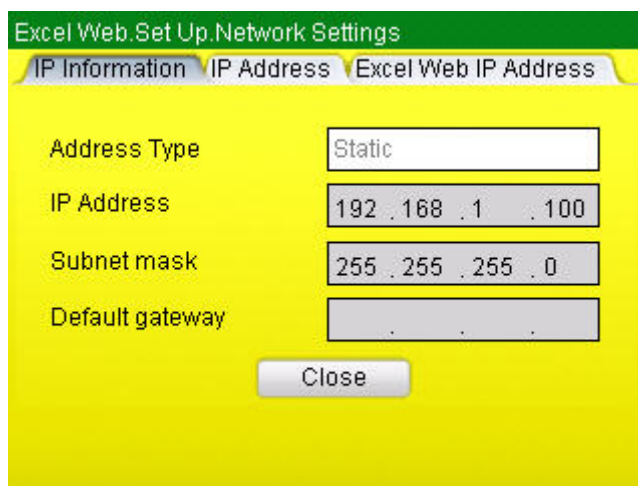 Excel Web.Set Up.Network Settings
IP Information IP Address Excel Web IP Address
Address Type Static
IP Address 192 .168 .1 .100
Subnet mask 255 .255 .255 .0
Default gateway . . .
Close